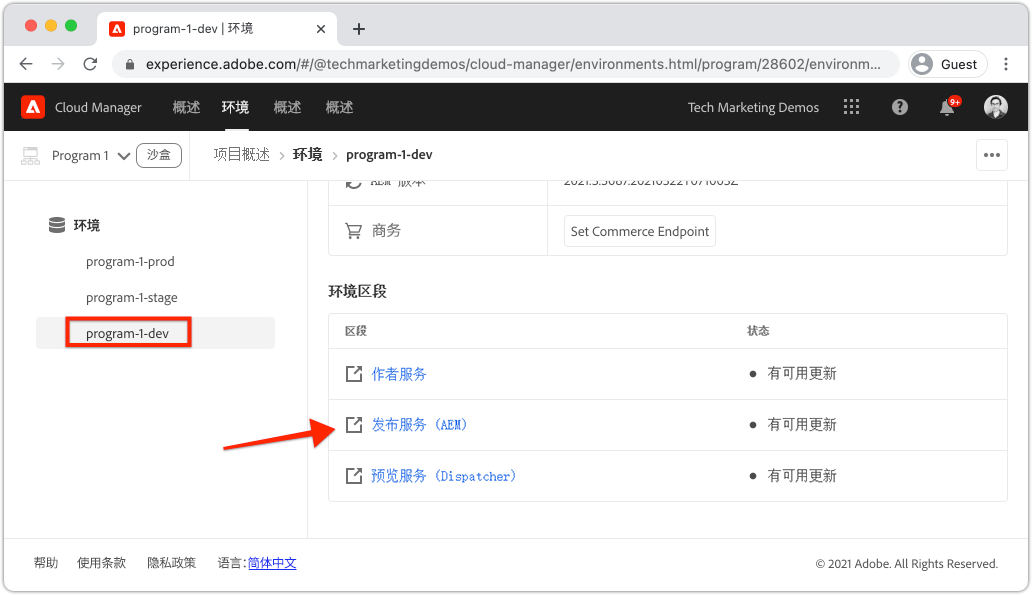 program-1-dev | 环境
experience.adobe.com/#/@techmarketingdemos/cloud-manager/environments.html/program/28602/environm...
Guest
Cloud Manager 概述 环境 概述 概述 Tech Marketing Demos 9+
Program 1 沙盒 项目概述 环境 program-1-dev
AEM 版本 2021.3.5087.20210322T071003Z
环境
商务 Set Commerce Endpoint
program-1-prod
program-1-stage
program-1-dev
环境区段
区段 状态
作者服务 有可用更新
发布服务 (AEM) 有可用更新
预览服务 (Dispatcher) 有可用更新
帮助 使用条款 隐私政策 语言:简体中文 © 2021 Adobe. All Rights Reserved.